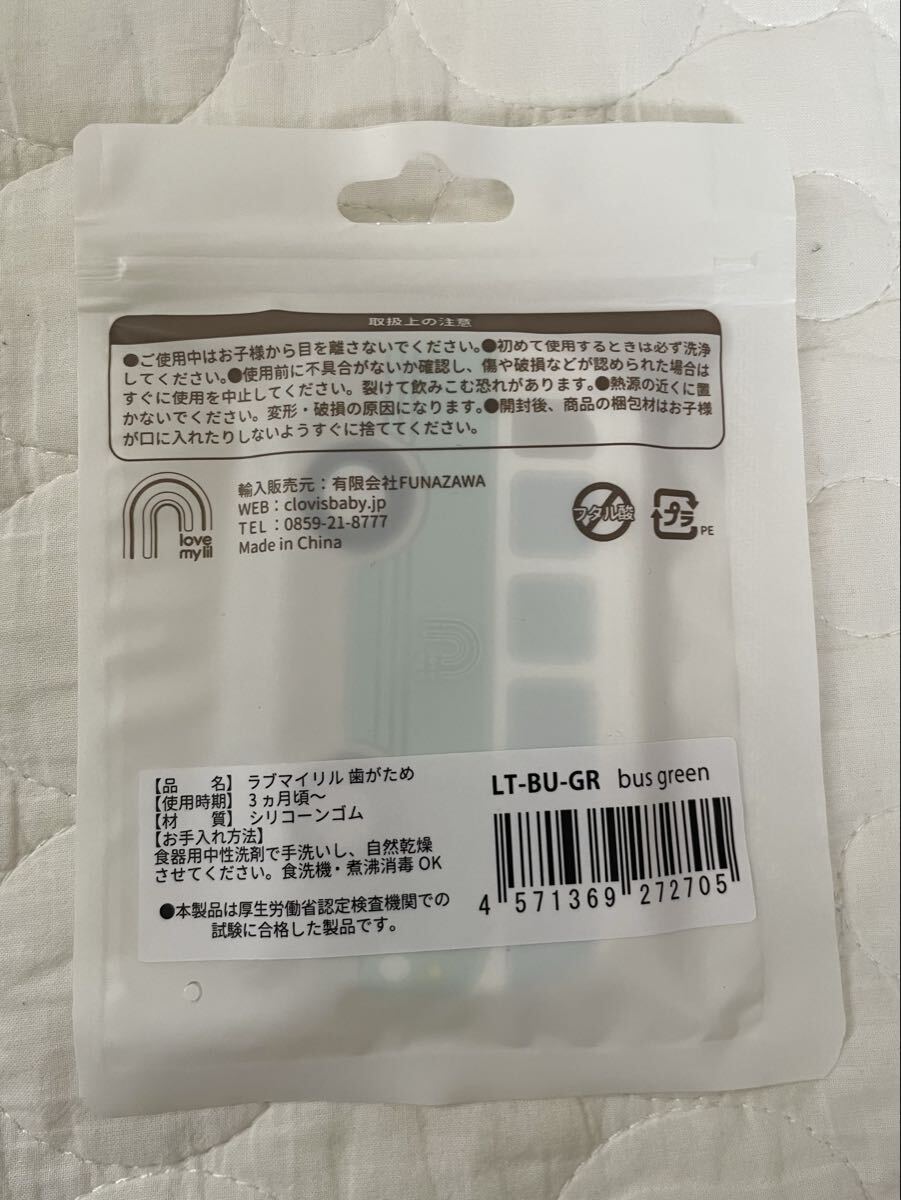 取扱上の注意
●ご使用中はお子様から目を離さないでください。●初めて使用するときは必ず洗浄
してください。●使用前に不具合がないか確認し、傷や破損などが認められた場合は
すぐに使用を中止してください。裂けて飲みこむ恐れがあります。●熱源の近くに置
かないでください。変形・破損の原因になります。●開封後、商品の梱包材はお子様
が口に入れたりしないようすぐに捨ててください。
love
my lil
輸入販売元：有限会社FUNAZAWA
WEB：clovisbaby.jp
TEL：0859-21-8777
Made in China
フタル酸
プラ
PE
【品　　名】 ラブマイリル 歯がため
【使用時期】 3ヵ月頃～
【材　　質】 シリコーンゴム
【お手入れ方法】
食器用中性洗剤で手洗いし、自然乾燥
させてください。食洗機・煮沸消毒 OK
●本製品は厚生労働省認定検査機関での
試験に合格した製品です。
LT-BU-GR bus green
4 571369 272705